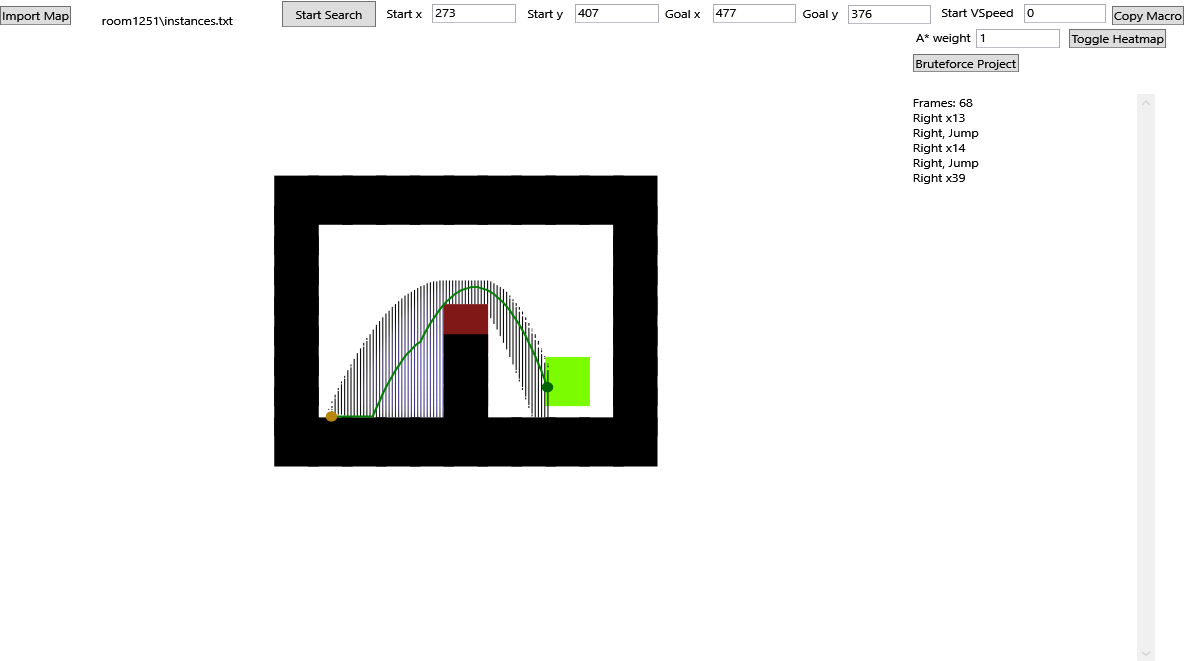 Import Map
room1251\instances.txt
Start Search
Start x 273
Start y 407
Goal x 477
Goal y 376
Start VSpeed 0
Copy Macro
A* weight 1
Toggle Heatmap
Bruteforce Project
Frames: 68
Right x13
Right, Jump
Right x14
Right, Jump
Right x39